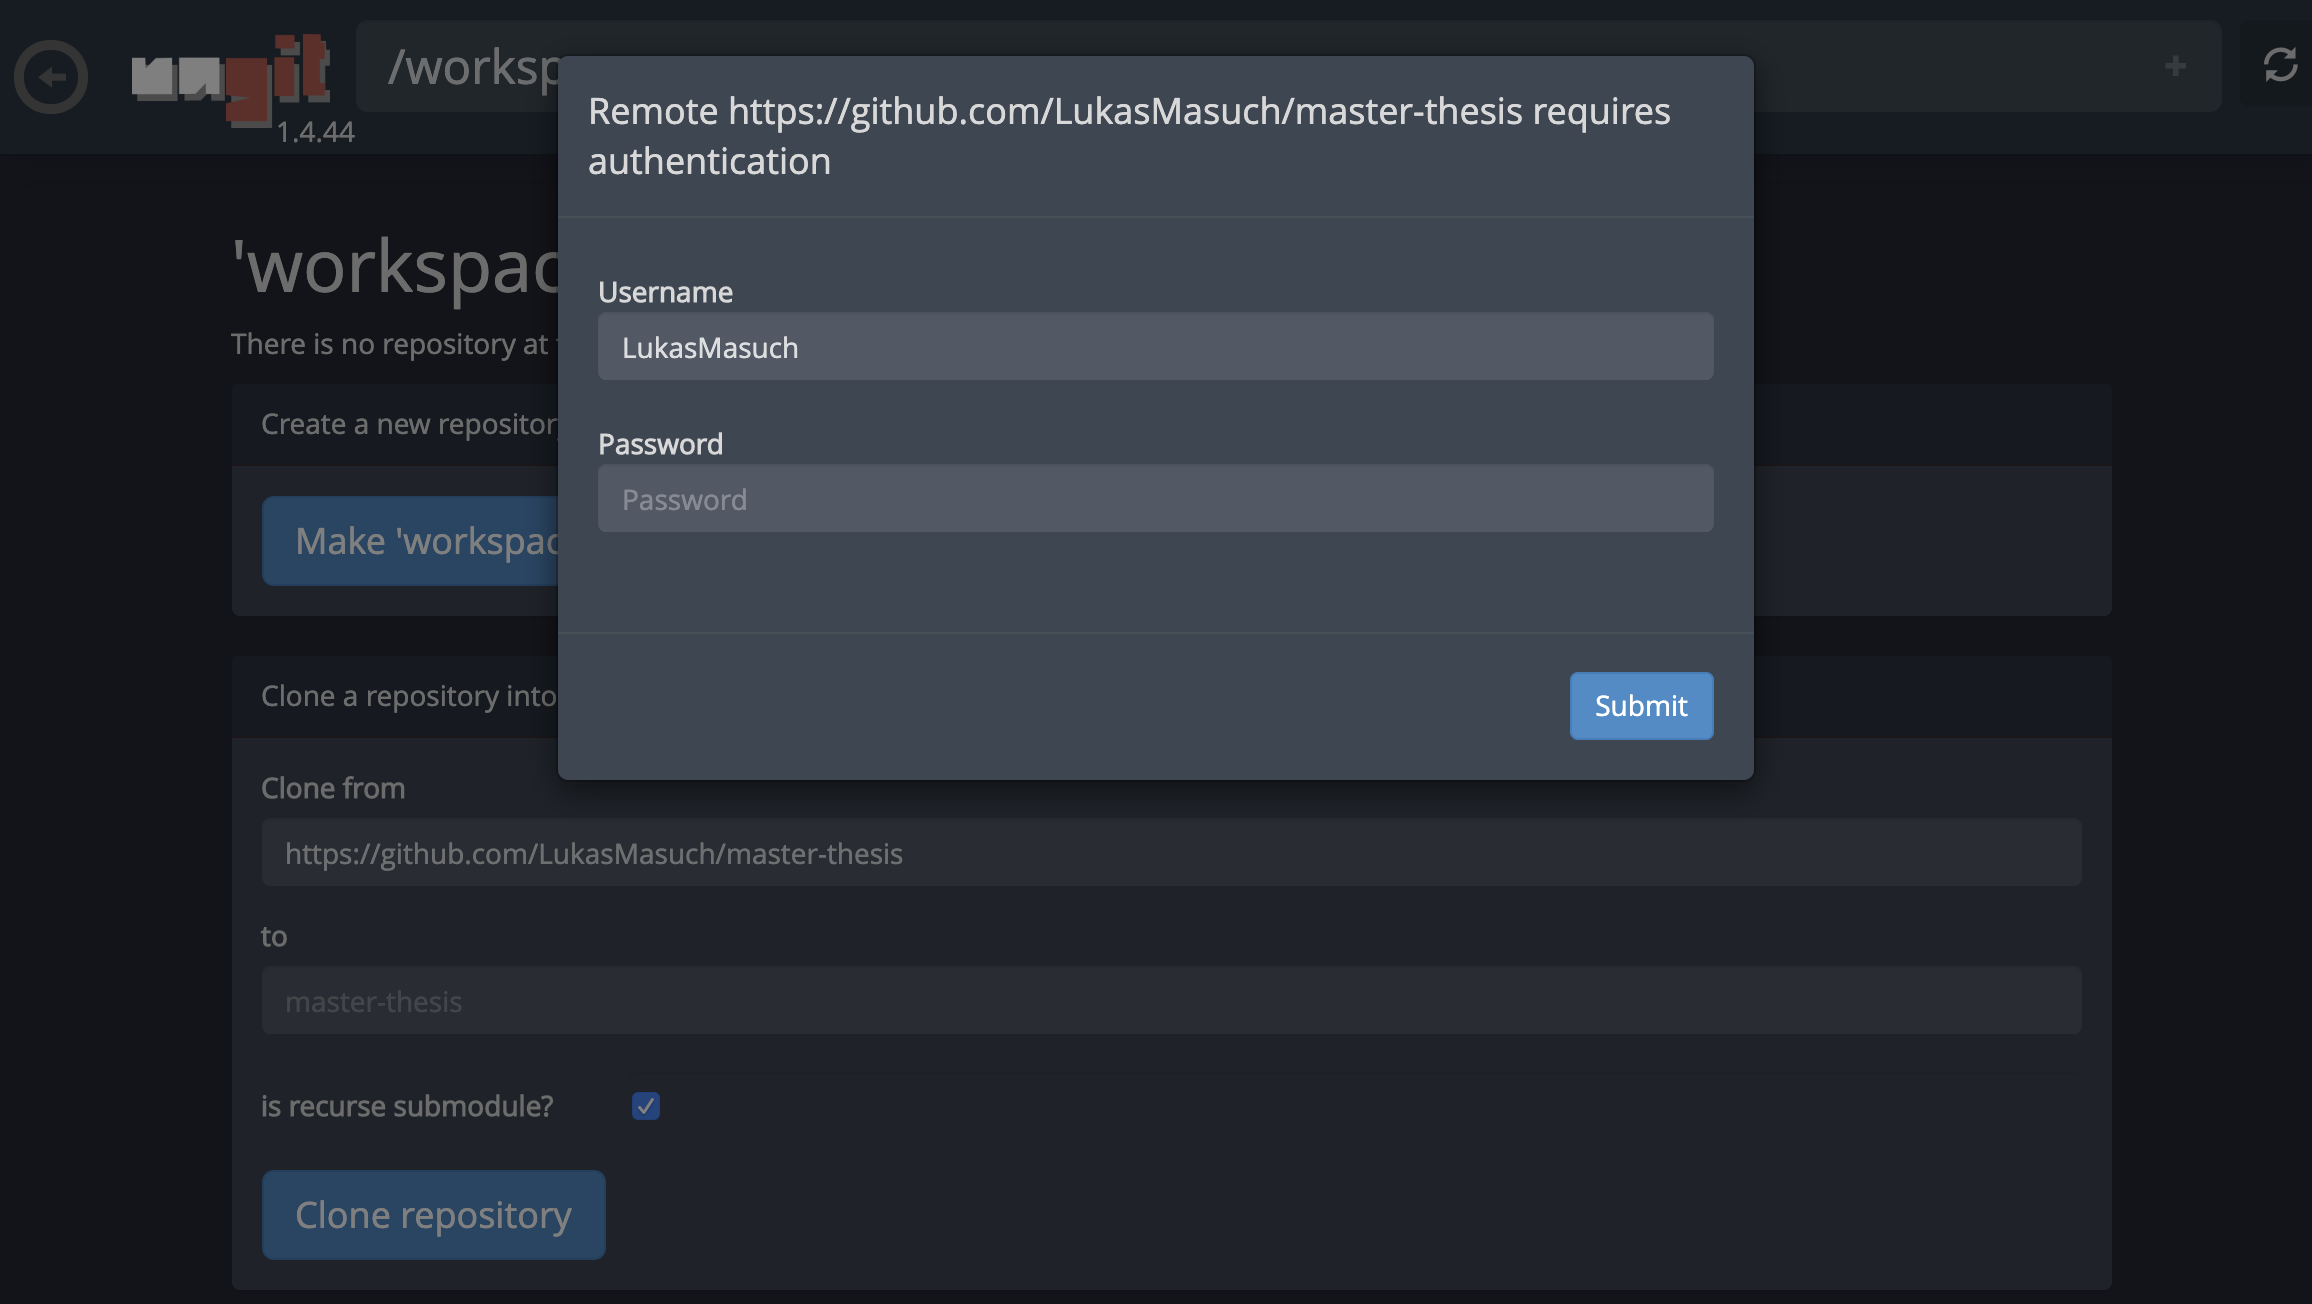 ungit
1.4.44
/worksp
Remote https://github.com/LukasMasuch/master-thesis requires
authentication
Username
LukasMasuch
Password
Password
Submit
'workspac
There is no repository at
Create a new repository
Make 'workspac
Clone a repository into
Clone from
https://github.com/LukasMasuch/master-thesis
to
master-thesis
is recurse submodule?
Clone repository